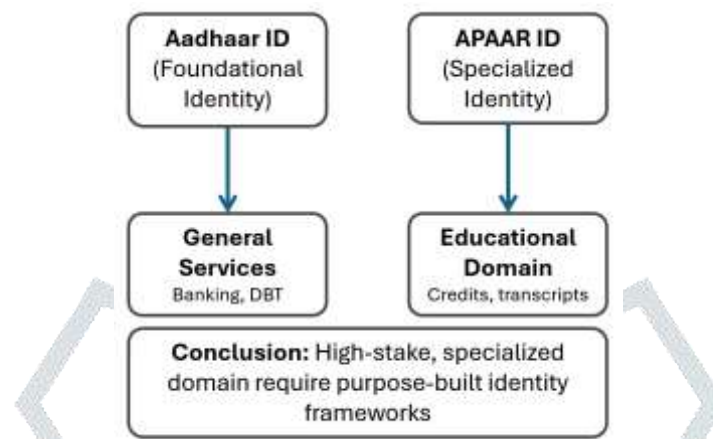 Aadhaar ID
(Foundational
Identity)
APAAR ID
(Specialized
Identity)
General
Services
Banking, DBT
Educational
Domain
Credits, transcripts
Conclusion: High-stake, specialized
domain require purpose-built identity
frameworks